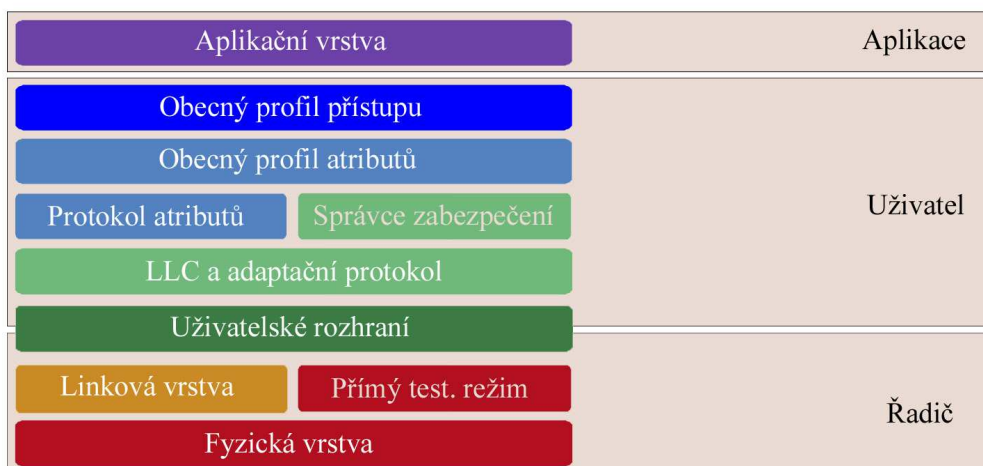 Aplikační vrstva
Aplikace
Obecný profil přístupu
Obecný profil atributů
Protokol atributů
Správce zabezpečení
Uživatel
LLC a adaptační protokol
Uživatelské rozhraní
Linková vrstva
Přímý test. režim
Řadič
Fyzická vrstva